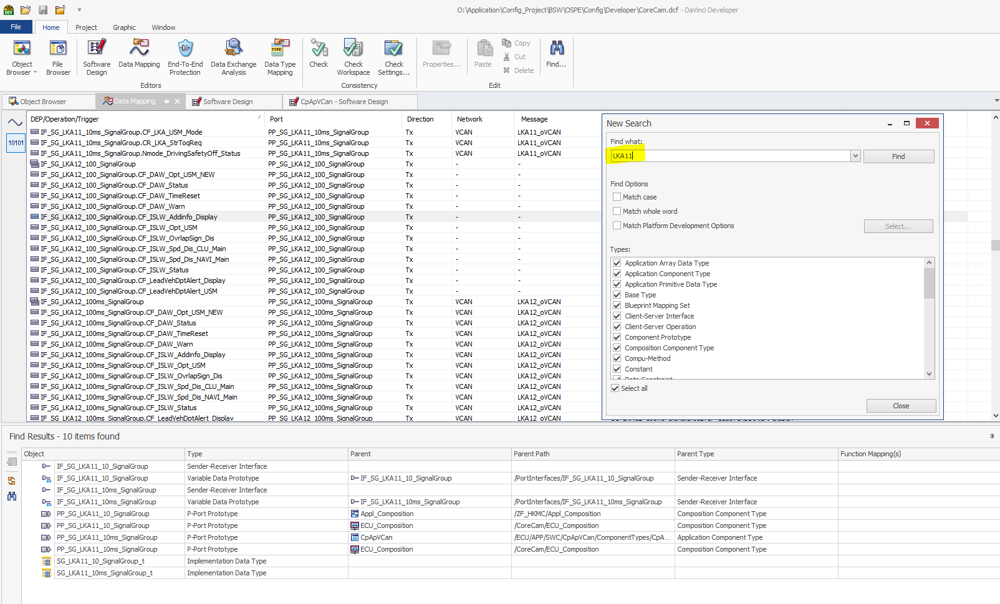 O:\Application\Config_Project\BSW\OSPE\Config\Developer\CoreCam.dcf - DaVinci Developer
File Home Project Graphic Window
Object Browser File Browser Software Design Data Mapping End-To-End Protection Data Exchange Analysis Data Type Mapping Check Check Workspace Check Settings... Properties... Paste Copy Cut Delete Find...
Editors Consistency Edit
Object Browser Data Mapping Software Design CpApVCan - Software Design
DEP/Operation/Trigger Port Direction Network Message
IF_SG_LKA11_10ms_SignalGroup.CF_LKA_USM_Mode PP_SG_LKA11_10ms_SignalGroup Tx VCAN LKA11_oVCAN
IF_SG_LKA11_10ms_SignalGroup.CR_LKA_StrToqReq PP_SG_LKA11_10ms_SignalGroup Tx VCAN LKA11_oVCAN
IF_SG_LKA11_10ms_SignalGroup.Nmode_DrivingSafetyOff_Status PP_SG_LKA11_10ms_SignalGroup Tx VCAN LKA11_oVCAN
IF_SG_LKA12_100_SignalGroup PP_SG_LKA12_100_SignalGroup Tx - -
IF_SG_LKA12_100_SignalGroup.CF_DAW_Opt_USM_NEW PP_SG_LKA12_100_SignalGroup Tx - -
IF_SG_LKA12_100_SignalGroup.CF_DAW_Status PP_SG_LKA12_100_SignalGroup Tx - -
IF_SG_LKA12_100_SignalGroup.CF_DAW_TimeReset PP_SG_LKA12_100_SignalGroup Tx - -
IF_SG_LKA12_100_SignalGroup.CF_DAW_Warn PP_SG_LKA12_100_SignalGroup Tx - -
IF_SG_LKA12_100_SignalGroup.CF_ISLW_Addinfo_Display PP_SG_LKA12_100_SignalGroup Tx - -
IF_SG_LKA12_100_SignalGroup.CF_ISLW_Opt_USM PP_SG_LKA12_100_SignalGroup Tx - -
IF_SG_LKA12_100_SignalGroup.CF_ISLW_OvrlapSign_Dis PP_SG_LKA12_100_SignalGroup Tx - -
IF_SG_LKA12_100_SignalGroup.CF_ISLW_Spd_Dis_CLU_Main PP_SG_LKA12_100_SignalGroup Tx - -
IF_SG_LKA12_100_SignalGroup.CF_ISLW_Spd_Dis_NAVI_Main PP_SG_LKA12_100_SignalGroup Tx - -
IF_SG_LKA12_100_SignalGroup.CF_ISLW_Status PP_SG_LKA12_100_SignalGroup Tx - -
IF_SG_LKA12_100_SignalGroup.CF_LeadVehDptAlert_Display PP_SG_LKA12_100_SignalGroup Tx - -
IF_SG_LKA12_100_SignalGroup.CF_LeadVehDptAlert_USM PP_SG_LKA12_100_SignalGroup Tx - -
IF_SG_LKA12_100ms_SignalGroup PP_SG_LKA12_100ms_SignalGroup Tx VCAN LKA12_oVCAN
IF_SG_LKA12_100ms_SignalGroup.CF_DAW_Opt_USM_NEW PP_SG_LKA12_100ms_SignalGroup Tx VCAN LKA12_oVCAN
IF_SG_LKA12_100ms_SignalGroup.CF_DAW_Status PP_SG_LKA12_100ms_SignalGroup Tx VCAN LKA12_oVCAN
IF_SG_LKA12_100ms_SignalGroup.CF_DAW_TimeReset PP_SG_LKA12_100ms_SignalGroup Tx VCAN LKA12_oVCAN
IF_SG_LKA12_100ms_SignalGroup.CF_DAW_Warn PP_SG_LKA12_100ms_SignalGroup Tx VCAN LKA12_oVCAN
IF_SG_LKA12_100ms_SignalGroup.CF_ISLW_Addinfo_Display PP_SG_LKA12_100ms_SignalGroup Tx VCAN LKA12_oVCAN
IF_SG_LKA12_100ms_SignalGroup.CF_ISLW_Opt_USM PP_SG_LKA12_100ms_SignalGroup Tx VCAN LKA12_oVCAN
IF_SG_LKA12_100ms_SignalGroup.CF_ISLW_OvrlapSign_Dis PP_SG_LKA12_100ms_SignalGroup Tx VCAN LKA12_oVCAN
IF_SG_LKA12_100ms_SignalGroup.CF_ISLW_Spd_Dis_CLU_Main PP_SG_LKA12_100ms_SignalGroup Tx VCAN LKA12_oVCAN
IF_SG_LKA12_100ms_SignalGroup.CF_ISLW_Spd_Dis_NAVI_Main PP_SG_LKA12_100ms_SignalGroup Tx VCAN LKA12_oVCAN
IF_SG_LKA12_100ms_SignalGroup.CF_ISLW_Status PP_SG_LKA12_100ms_SignalGroup Tx VCAN LKA12_oVCAN
IF_SG_LKA12_100ms_SignalGroup.CF_LeadVehDptAlert_Display PP_SG_LKA12_100ms_SignalGroup Tx VCAN LKA12_oVCAN
10101
New Search
Find what:
LKA11 Find
Find Options
Match case
Match whole word
Match Platform Development Options Select...
Types:
Application Array Data Type
Application Component Type
Application Primitive Data Type
Base Type
Blueprint Mapping Set
Client-Server Interface
Client-Server Operation
Component Prototype
Composition Component Type
Compu-Method
Constant
Data Constraint
Select all
Close
Find Results - 10 items found
Object Type Parent Parent Path Parent Type Function Mapping(s)
IF_SG_LKA11_10_SignalGroup Sender-Receiver Interface
IF_SG_LKA11_10_SignalGroup Variable Data Prototype IF_SG_LKA11_10_SignalGroup /PortInterfaces/IF_SG_LKA11_10_SignalGroup Sender-Receiver Interface
IF_SG_LKA11_10ms_SignalGroup Sender-Receiver Interface
IF_SG_LKA11_10ms_SignalGroup Variable Data Prototype IF_SG_LKA11_10ms_SignalGroup /PortInterfaces/IF_SG_LKA11_10ms_SignalGroup Sender-Receiver Interface
PP_SG_LKA11_10_SignalGroup P-Port Prototype Appl_Composition /ZF_HKMC/Appl_Composition Composition Component Type
PP_SG_LKA11_10_SignalGroup P-Port Prototype ECU_Composition /CoreCam/ECU_Composition Composition Component Type
PP_SG_LKA11_10ms_SignalGroup P-Port Prototype CpApVCan /ECU/APP/SWC/CpApVCan/ComponentTypes/CpA... Application Component Type
PP_SG_LKA11_10ms_SignalGroup P-Port Prototype ECU_Composition /CoreCam/ECU_Composition Composition Component Type
SG_LKA11_10_SignalGroup_t Implementation Data Type
SG_LKA11_10ms_SignalGroup_t Implementation Data Type